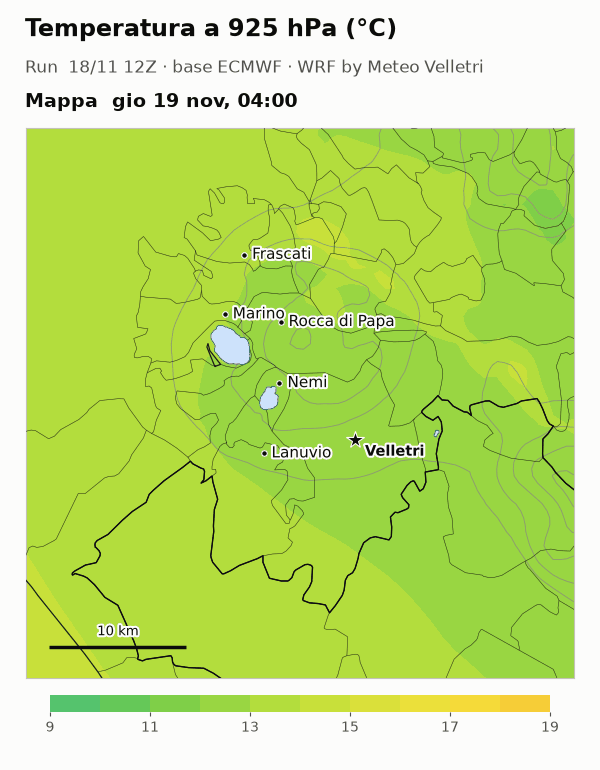 Temperatura a 925 hPa (°C)
Run 18/11 12Z · base ECMWF · WRF by Meteo Velletri
Mappa gio 19 nov, 04:00
Frascati
Marino
Rocca di Papa
Nemi
Velletri
Lanuvio
10 km
9 11 13 15 17 19